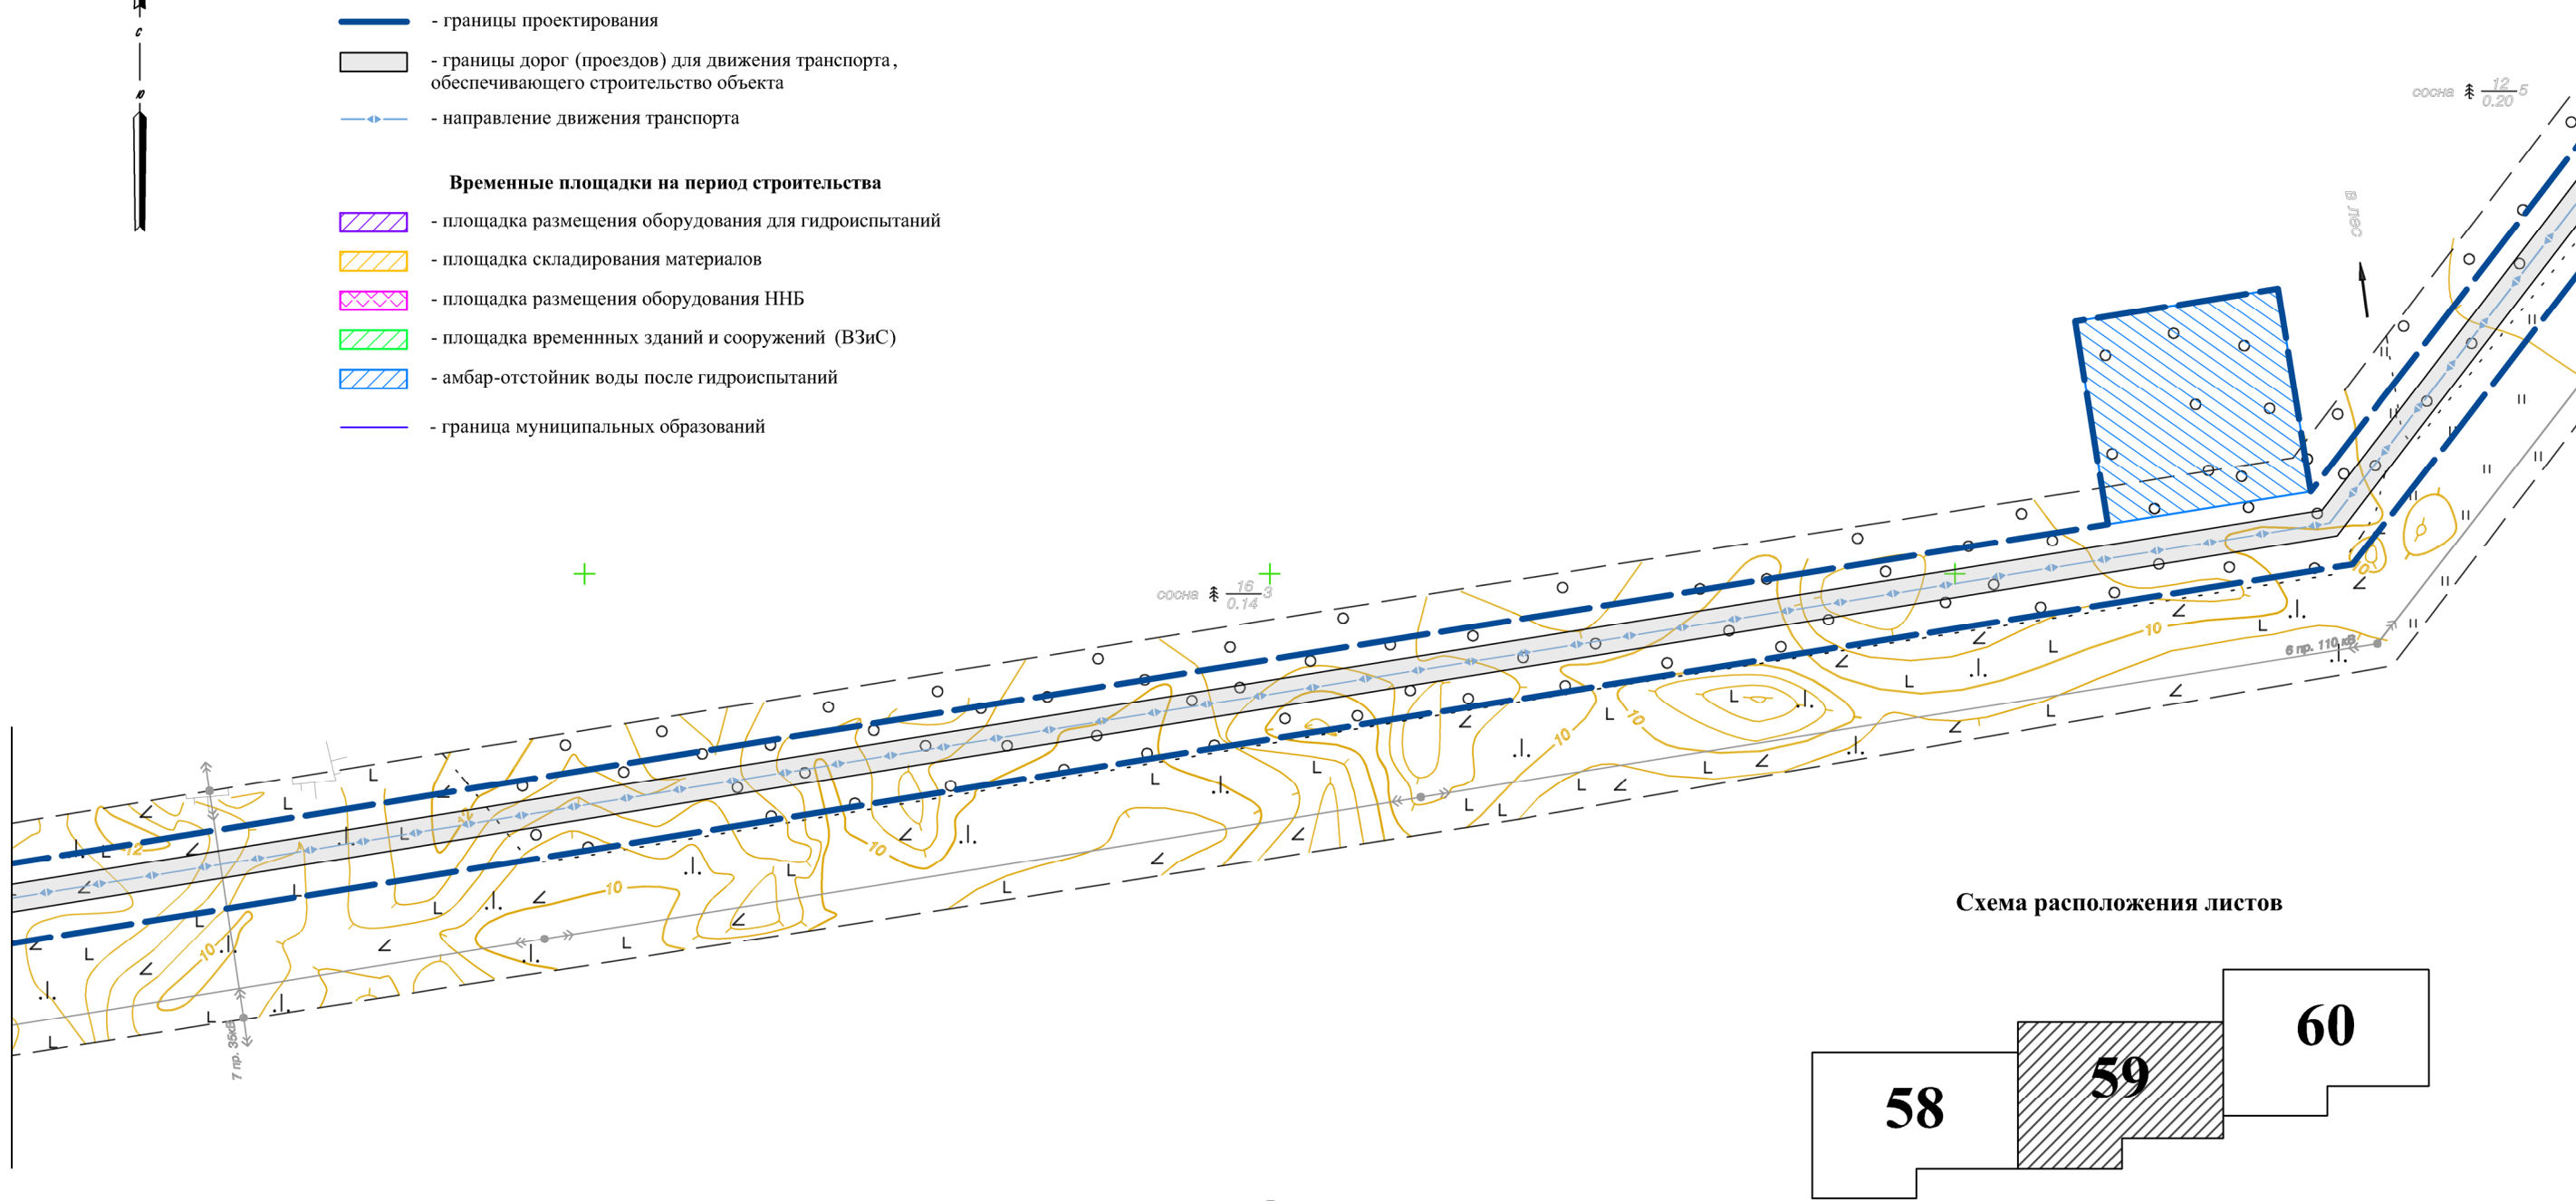 с
ю
- границы проектирования
- границы дорог (проездов) для движения транспорта,
обеспечивающего строительство объекта
- направление движения транспорта
Временные площадки на период строительства
- площадка размещения оборудования для гидроиспытаний
- площадка складирования материалов
- площадка размещения оборудования ННБ
- площадка временнных зданий и сооружений (ВЗиС)
- амбар-отстойник воды после гидроиспытаний
- граница муниципальных образований
сосна 12 0.20 5
в лес
сосна 16 0.14 3
10
10
6 пр. 110 кВ
10
10
12
12
10
10
10
7 пр. 35кВ
Схема расположения листов
58
59
60